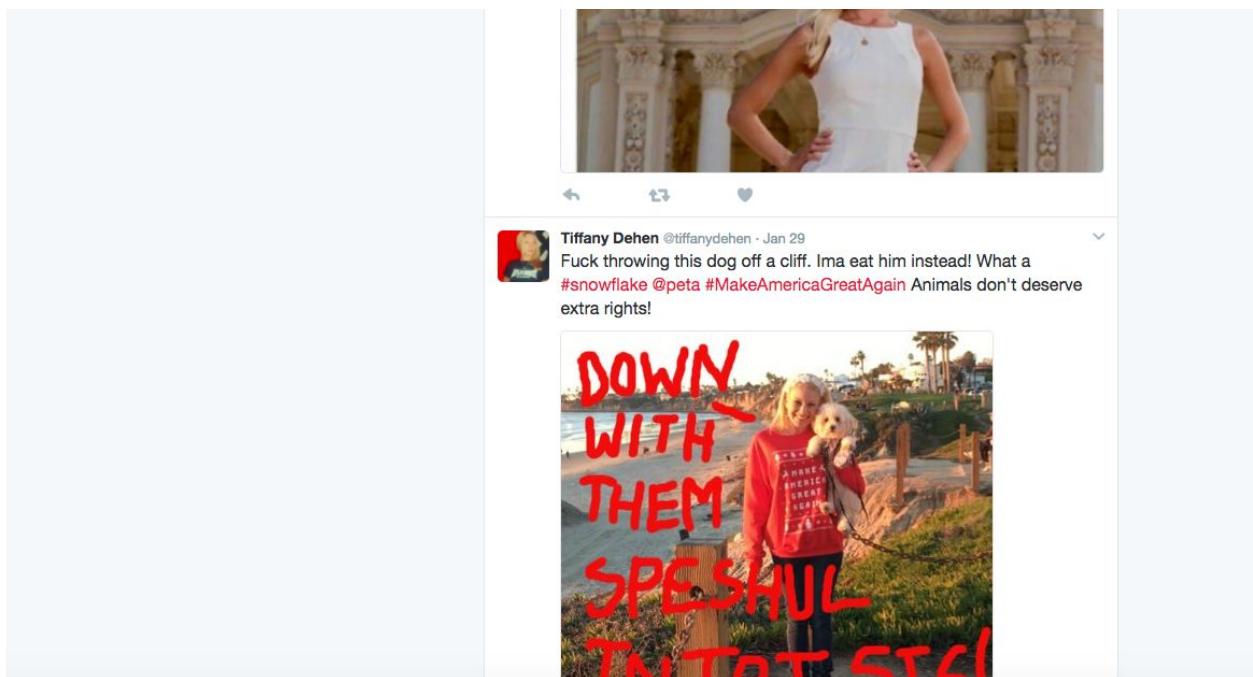 Tiffany Dehen @tiffanydehen · Jan 29
Fuck throwing this dog off a cliff. Ima eat him instead! What a
#snowflake @peta #MakeAmericaGreatAgain Animals don't deserve
extra rights!
DOWN
WITH
THEM
SPESHUL
MAKE
AMERICA
GREAT
AGAIN